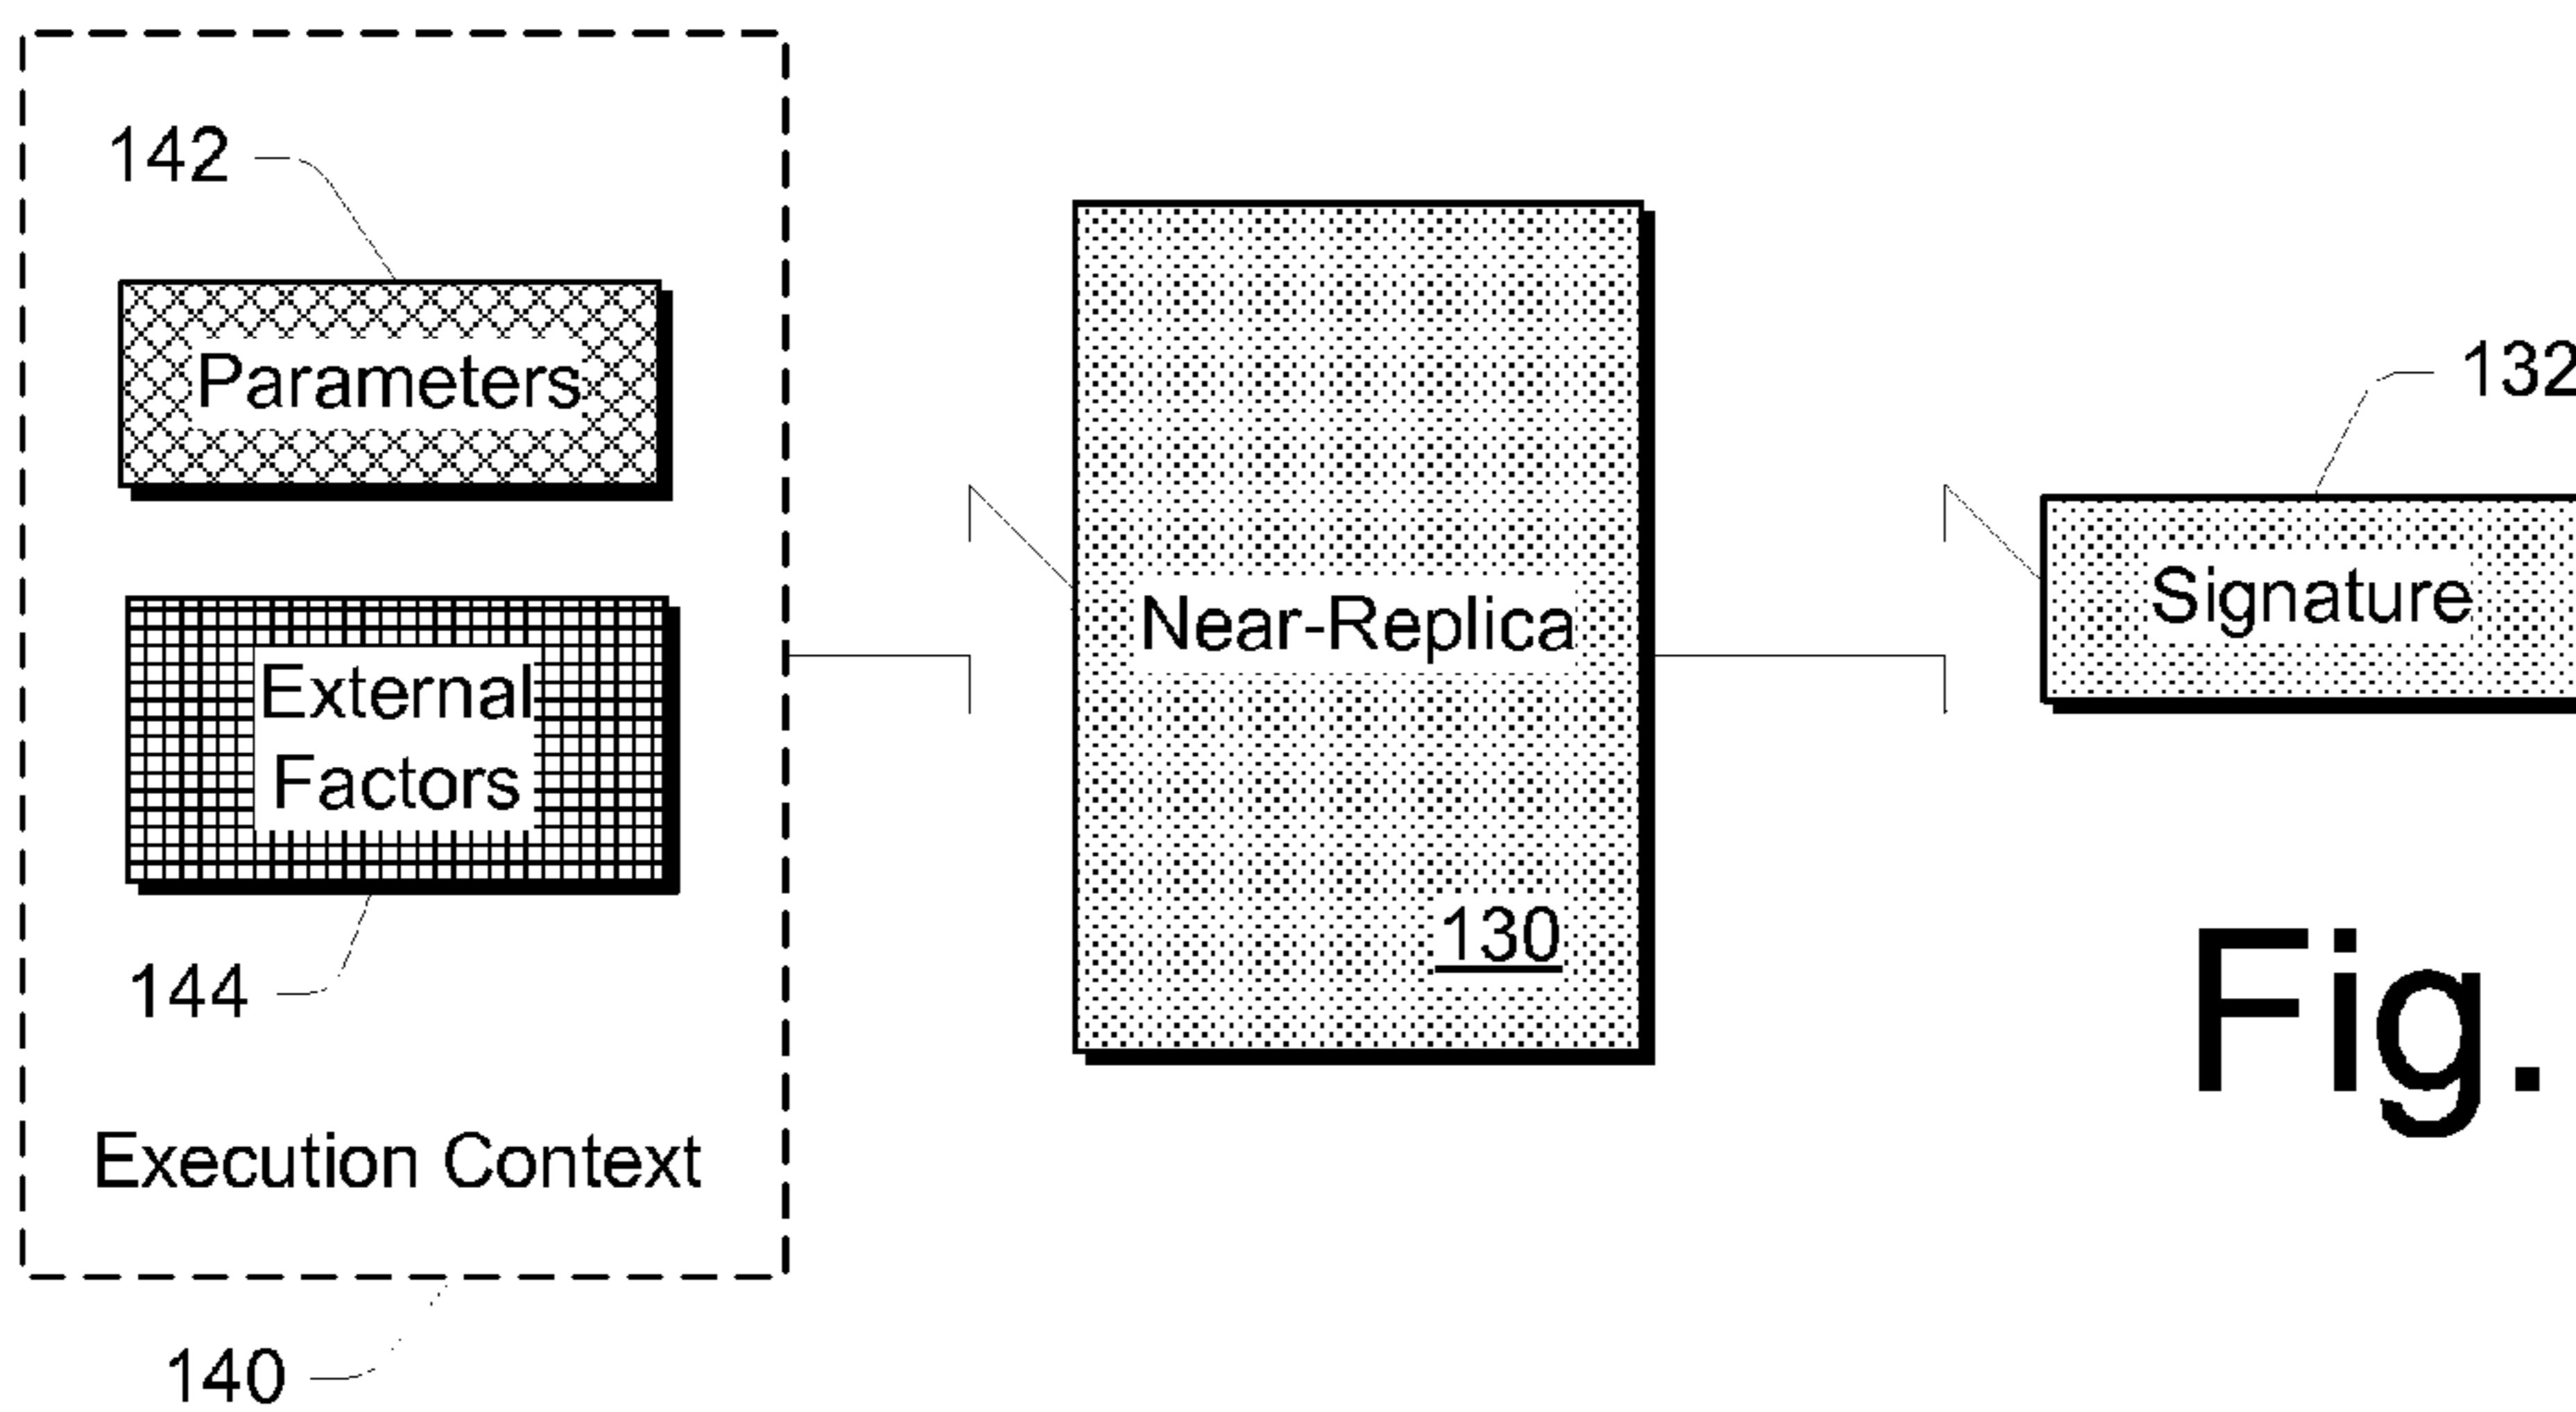 142
Parameters
External
Factors
144
Execution Context
140
Near-Replica
130
132
Signature
Fig.